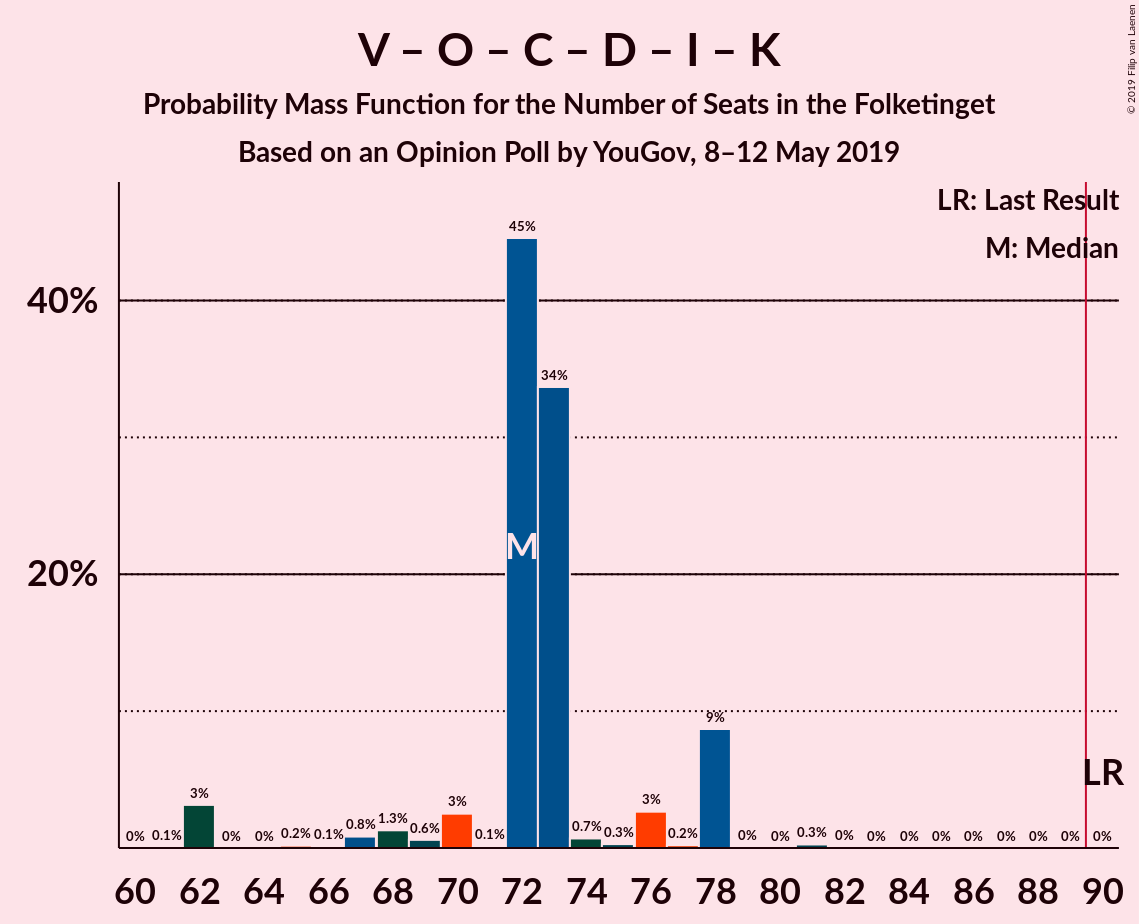 V – O – C – D – I – K
Probability Mass Function for the Number of Seats in the Folketinget
Based on an Opinion Poll by YouGov, 8–12 May 2019
© 2019 Filip van Laenen
LR: Last Result
M: Median
45%
40%
34%
M
20%
9%
LR
3% 3% 3%
0% 0.1% 0% 0% 0.2% 0.1% 0.8% 1.3% 0.6% 0.1% 0.7% 0.3% 0.2% 0% 0% 0.3% 0% 0% 0% 0% 0% 0% 0% 0% 0%
60 62 64 66 68 70 72 74 76 78 80 82 84 86 88 90